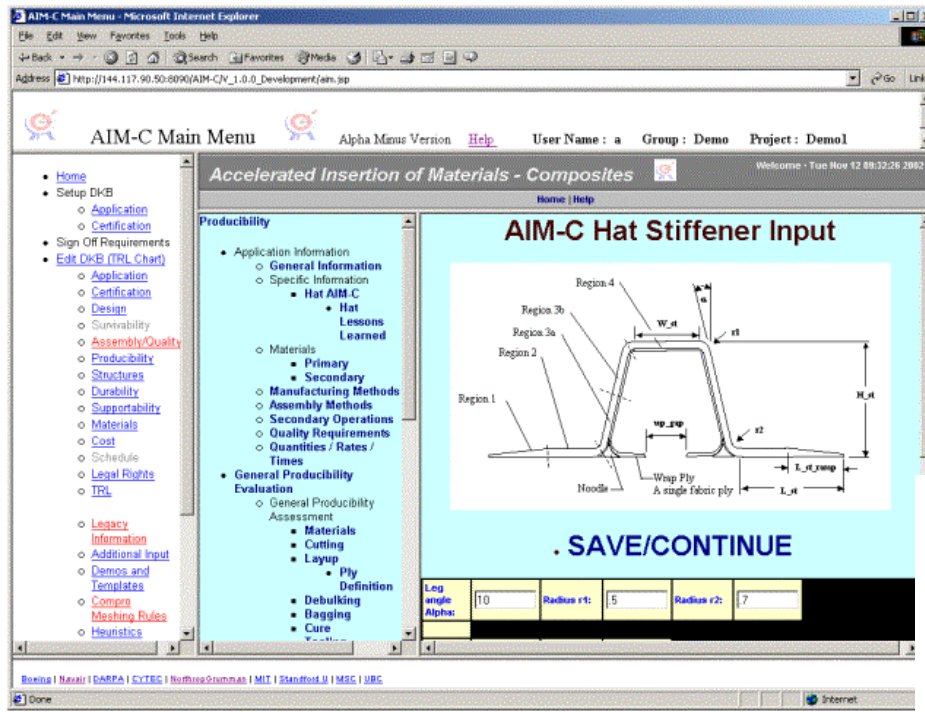 AIM-C Main Menu - Microsoft Internet Explorer
File Edit View Favorites Tools Help
Back Search Favorites Media
Address http://144.117.90.50:8090/AIM-C/V_1.0.0_Development/aim.jsp Go Link
AIM-C Main Menu Alpha Minus Version Help User Name : a Group : Demo Project : Demo1
Home
Setup DKB
Application
Certification
Sign Off Requirements
Edit DKB (TRL Chart)
Application
Certification
Design
Survivability
Assembly/Quality
Producibility
Structures
Durability
Supportability
Materials
Cost
Schedule
Legal Rights
TRL
Legacy
Information
Additional Input
Demos and
Templates
Compro
Meshing Rules
Heuristics
Accelerated Insertion of Materials - Composites
Welcome - Tue Nov 12 09:32:26 2002
Home | Help
Producibility
Application Information
General Information
Specific Information
Hat AIM-C
Hat
Lessons
Learned
Materials
Primary
Secondary
Manufacturing Methods
Assembly Methods
Secondary Operations
Quality Requirements
Quantities / Rates /
Times
General Producibility
Evaluation
General Producibility
Assessment
Materials
Cutting
Layup
Ply
Definition
Debulking
Bagging
Cure
Tooling
AIM-C Hat Stiffener Input
Region 4
α
Region 3b
W_st
r1
Region 3a
Region 2
H_st
Region 1
wp_gap
r2
L_st_ramp
Noodle
Wrap Ply
A single fabric ply
L_st
. SAVE/CONTINUE
Leg
angle
Alpha:
10
Radius r1:
.5
Radius r2:
.7
Boeing | Navair | DARPA | CYTEC | Northrop Grumman | MIT | Standford U | MSC | UBC
Done Internet